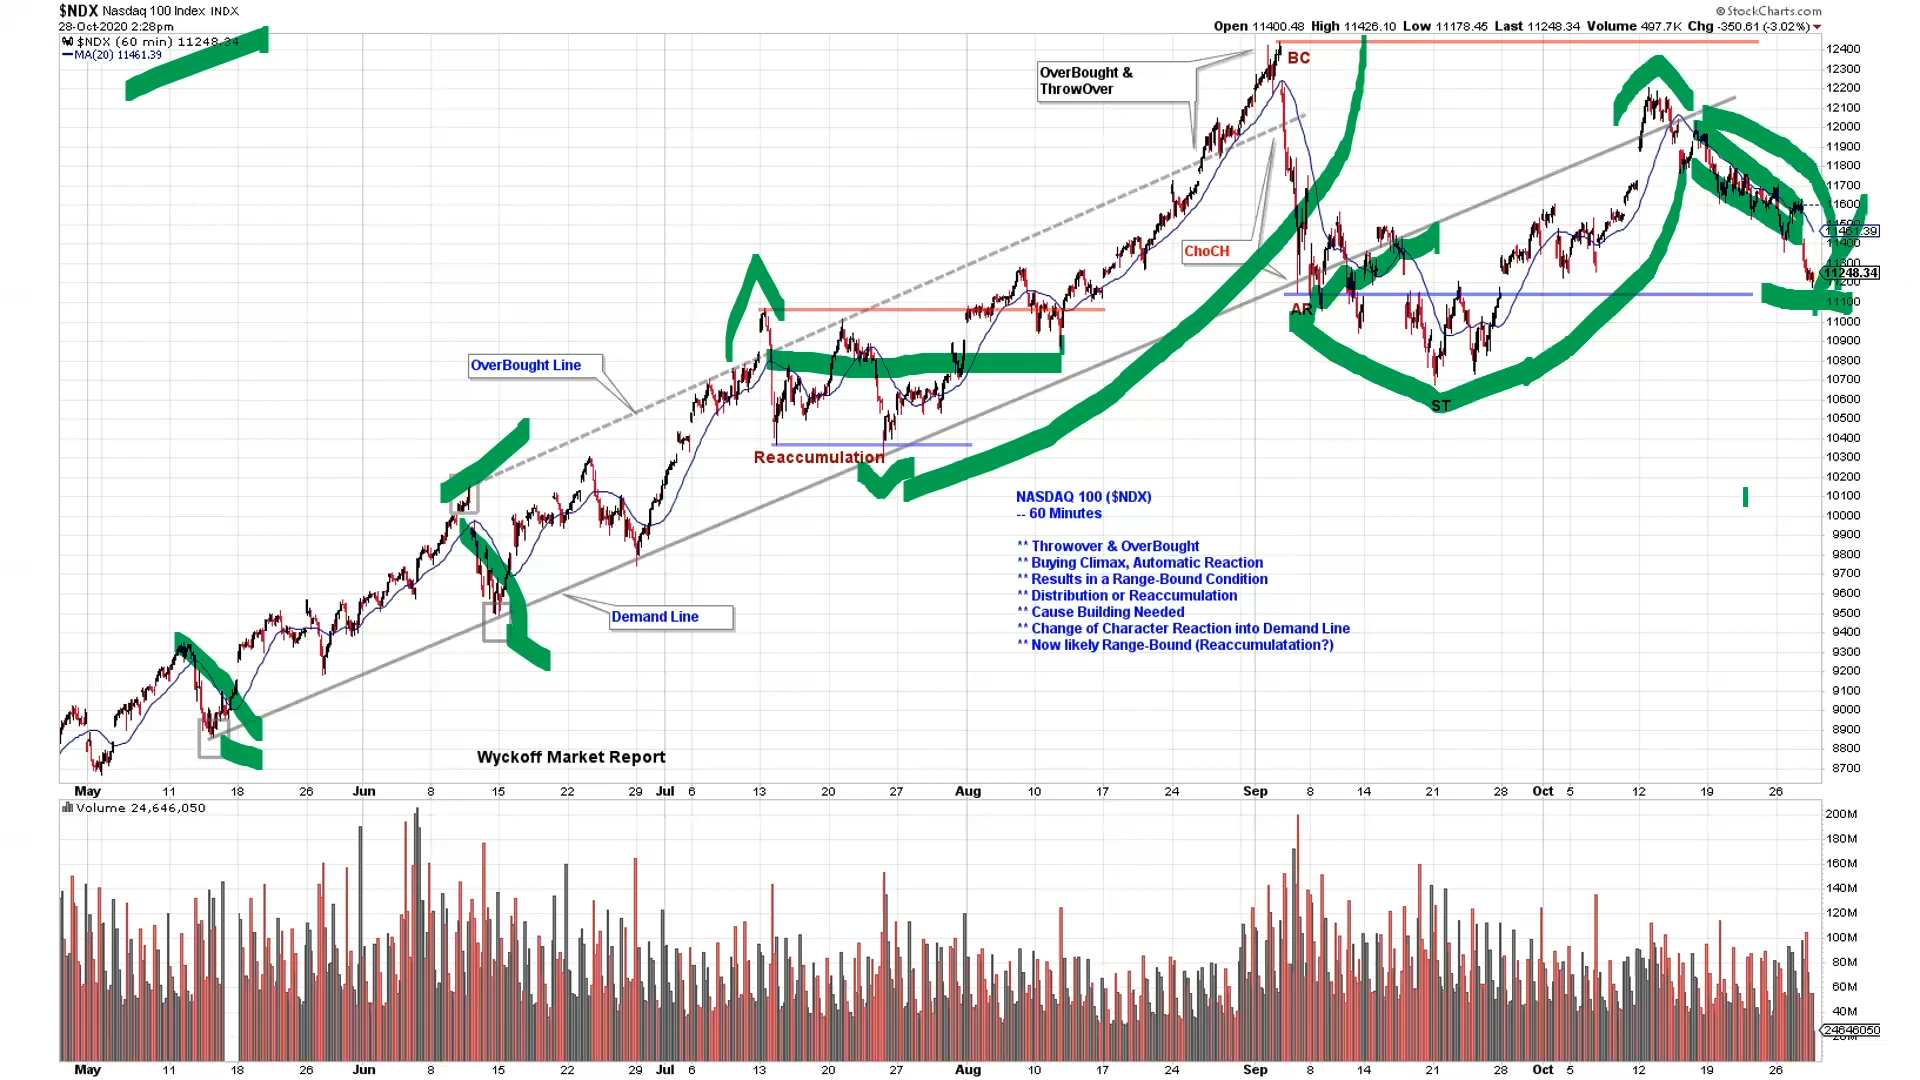 $NDX Nasdaq 100 Index INDX
© StockCharts.com
28-Oct-2020 2:28pm
Open 11400.48 High 11426.10 Low 11178.45 Last 11248.34 Volume 497.7K Chg -350.61 (-3.02%)
$NDX (60 min) 11248.34
MA(20) 11461.39
OverBought &
ThrowOver
BC
ChoCH
AR
ST
OverBought Line
Reaccumulation
Demand Line
NASDAQ 100 ($NDX)
-- 60 Minutes
** Throwover & OverBought
** Buying Climax, Automatic Reaction
** Results in a Range-Bound Condition
** Distribution or Reaccumulation
** Cause Building Needed
** Change of Character Reaction into Demand Line
** Now likely Range-Bound (Reaccumulatation?)
Wyckoff Market Report
12400
12300
12200
12100
12000
11900
11800
11700
11600
11500
11461.39
11400
11300
11248.34
11200
11100
11000
10900
10800
10700
10600
10500
10400
10300
10200
10100
10000
9900
9800
9700
9600
9500
9400
9300
9200
9100
9000
8900
8800
8700
May 11 18 26 Jun 8 15 22 29 Jul 6 13 20 27 Aug 10 17 24 Sep 8 14 21 28 Oct 5 12 19 26
Volume 24,646,050
200M
180M
160M
140M
120M
100M
80M
60M
40M
24646050
20M
May 11 18 26 Jun 8 15 22 29 Jul 6 13 20 27 Aug 10 17 24 Sep 8 14 21 28 Oct 5 12 19 26